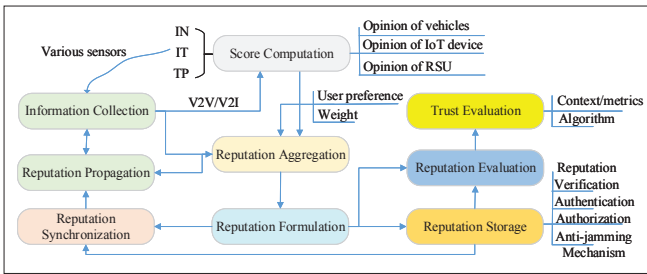 IN
IT
TP
Various sensors
Score Computation
Opinion of vehicles
Opinion of IoT device
Opinion of RSU
Information Collection
V2V/V2I
User preference
Weight
Trust Evaluation
Context/metrics
Algorithm
Reputation Propagation
Reputation Aggregation
Reputation Evaluation
Reputation
Synchronization
Reputation Formulation
Reputation Storage
Reputation
Verification
Authentication
Authorization
Anti-jamming
Mechanism